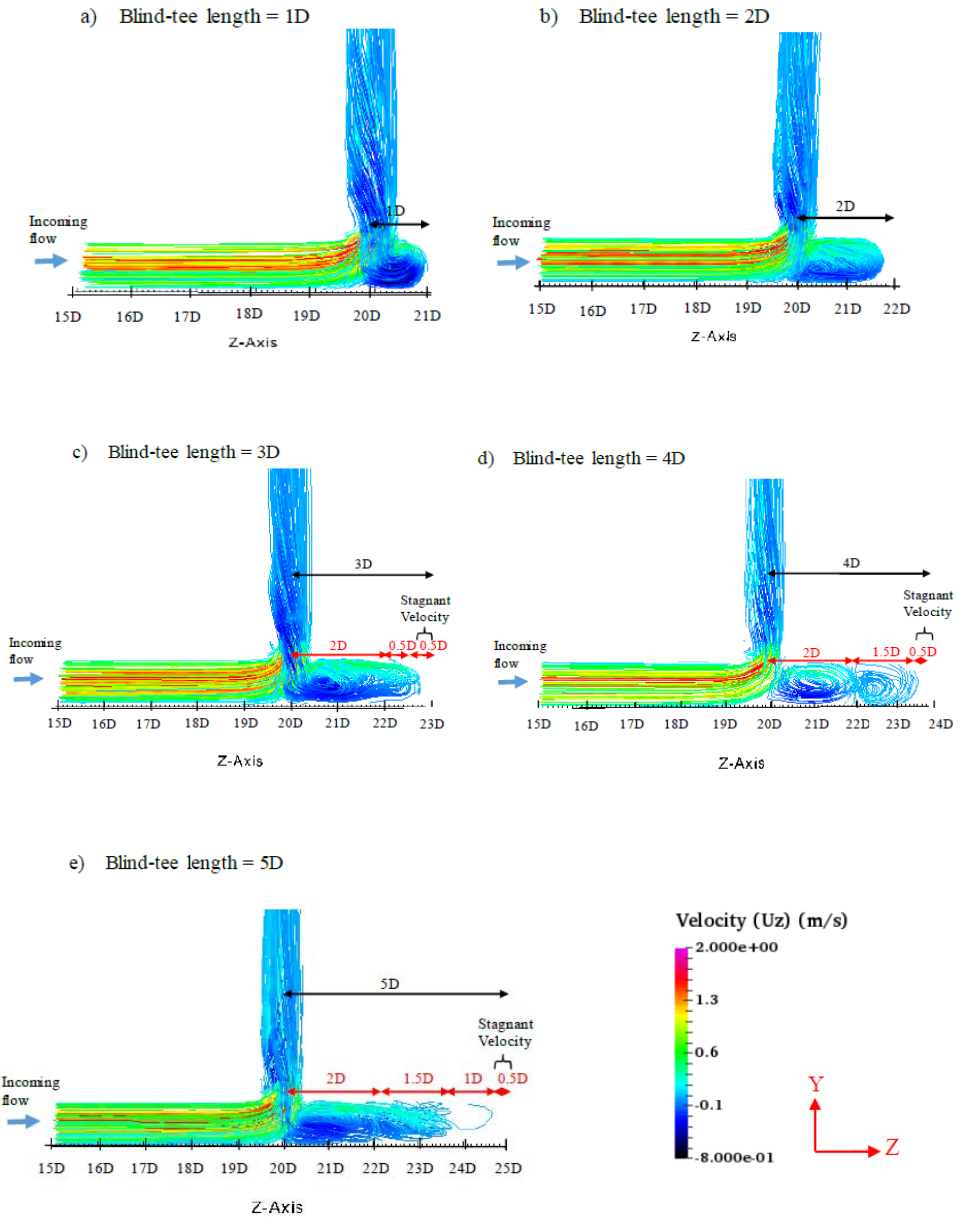 a) Blind-tee length = 1D
b) Blind-tee length = 2D
1D
Incoming
flow
15D 16D 17D 18D 19D 20D 21D
Z-Axis
2D
Incoming
flow
15D 16D 17D 18D 19D 20D 21D 22D
Z-Axis
c) Blind-tee length = 3D
d) Blind-tee length = 4D
3D
Stagnant
Velocity
2D 0.5D 0.5D
Incoming
flow
15D 16D 17D 18D 19D 20D 21D 22D 23D
Z-Axis
4D
Stagnant
Velocity
2D 1.5D 0.5D
Incoming
flow
15D 16D 17D 18D 19D 20D 21D 22D 23D 24D
Z-Axis
e) Blind-tee length = 5D
5D
Stagnant
Velocity
2D 1.5D 1D 0.5D
Incoming
flow
15D 16D 17D 18D 19D 20D 21D 22D 23D 24D 25D
Z-Axis
Velocity (Uz) (m/s)
2.000e+00
1.3
0.6
-0.1
-8.000e-01
Y
Z